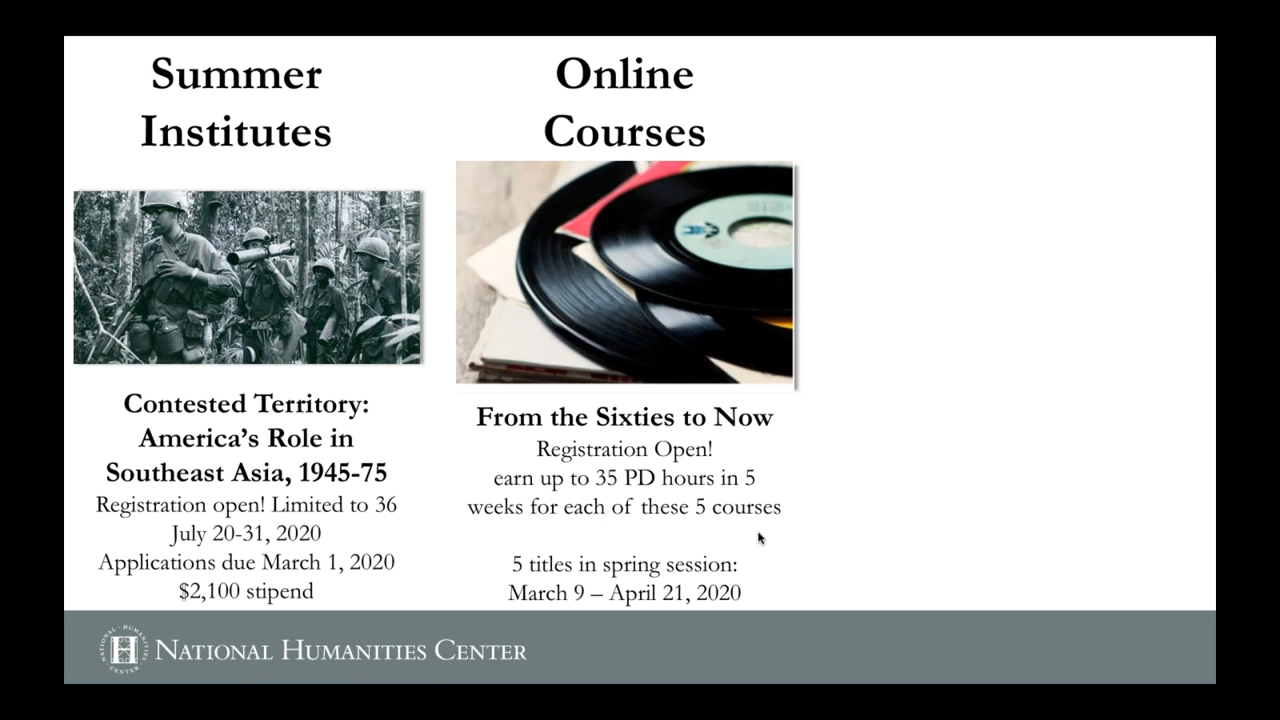 Summer
Institutes
Contested Territory:
America's Role in
Southeast Asia, 1945-75
Registration open! Limited to 36
July 20-31, 2020
Applications due March 1, 2020
$2,100 stipend
Online
Courses
From the Sixties to Now
Registration Open!
earn up to 35 PD hours in 5
weeks for each of these 5 courses
5 titles in spring session:
March 9 – April 21, 2020
NATIONAL HUMANITIES CENTER
NATIONAL · HUMANITIES · CENTER ·
H